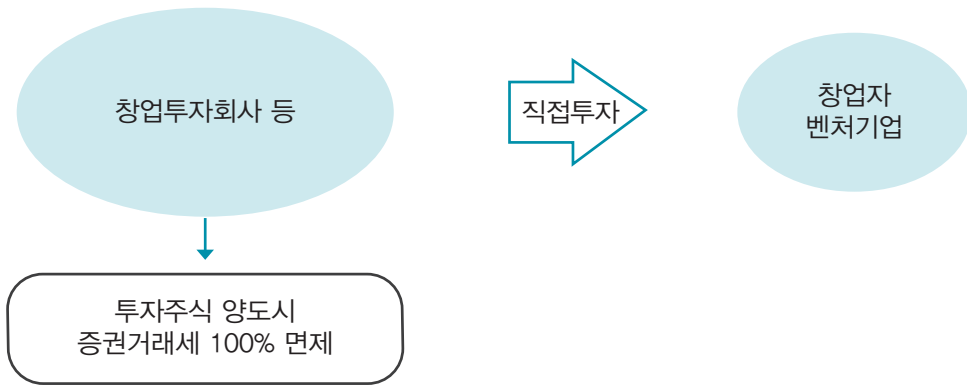 창업투자회사 등
직접투자
창업자
벤처기업
투자주식 양도시
증권거래세 100% 면제